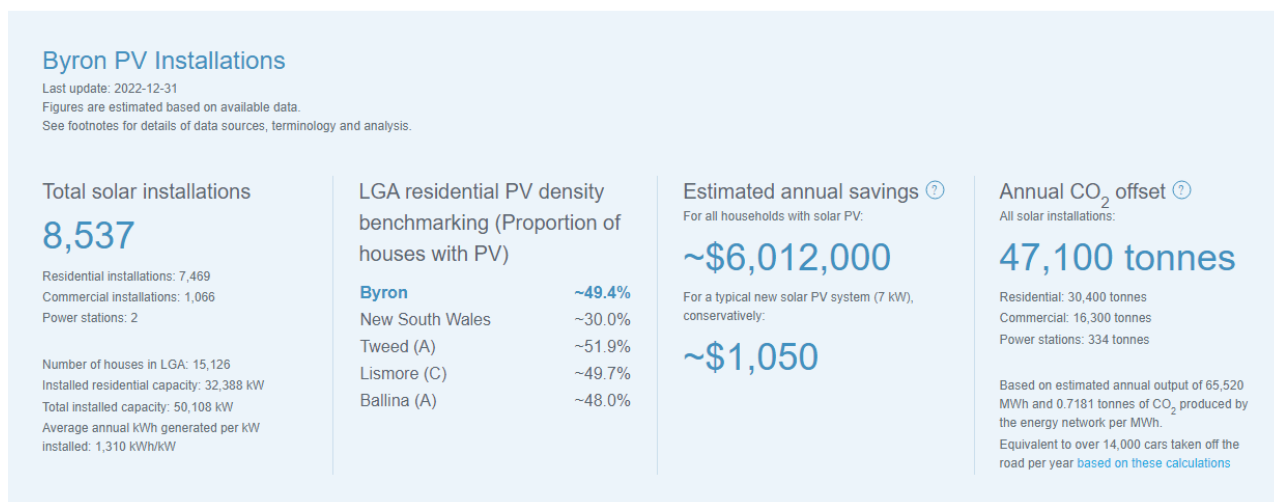 Byron PV Installations
Last update: 2022-12-31
Figures are estimated based on available data.
See footnotes for details of data sources, terminology and analysis.
Total solar installations
8,537
Residential installations: 7,469
Commercial installations: 1,066
Power stations: 2
Number of houses in LGA: 15,126
Installed residential capacity: 32,388 kW
Total installed capacity: 50,108 kW
Average annual kWh generated per kW
installed: 1,310 kWh/kW
LGA residential PV density
benchmarking (Proportion of
houses with PV)
Byron ~49.4%
New South Wales ~30.0%
Tweed (A) ~51.9%
Lismore (C) ~49.7%
Ballina (A) ~48.0%
Estimated annual savings ?
For all households with solar PV:
~$6,012,000
For a typical new solar PV system (7 kW),
conservatively:
~$1,050
Annual CO2 offset ?
All solar installations:
47,100 tonnes
Residential: 30,400 tonnes
Commercial: 16,300 tonnes
Power stations: 334 tonnes
Based on estimated annual output of 65,520
MWh and 0.7181 tonnes of CO2 produced by
the energy network per MWh.
Equivalent to over 14,000 cars taken off the
road per year based on these calculations